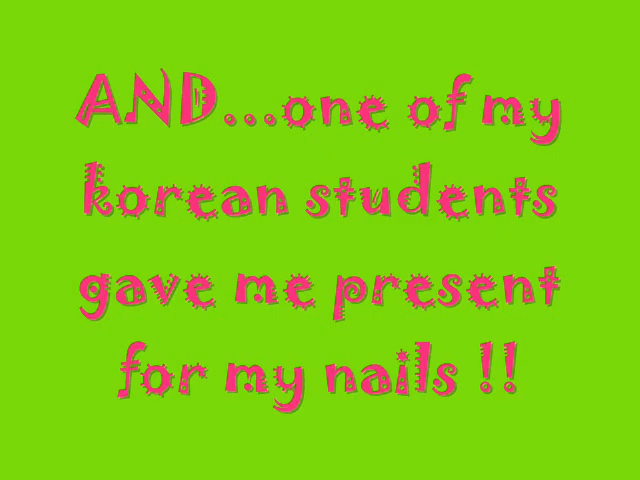 AND...one of my
korean students
gave me present
for my nails !!